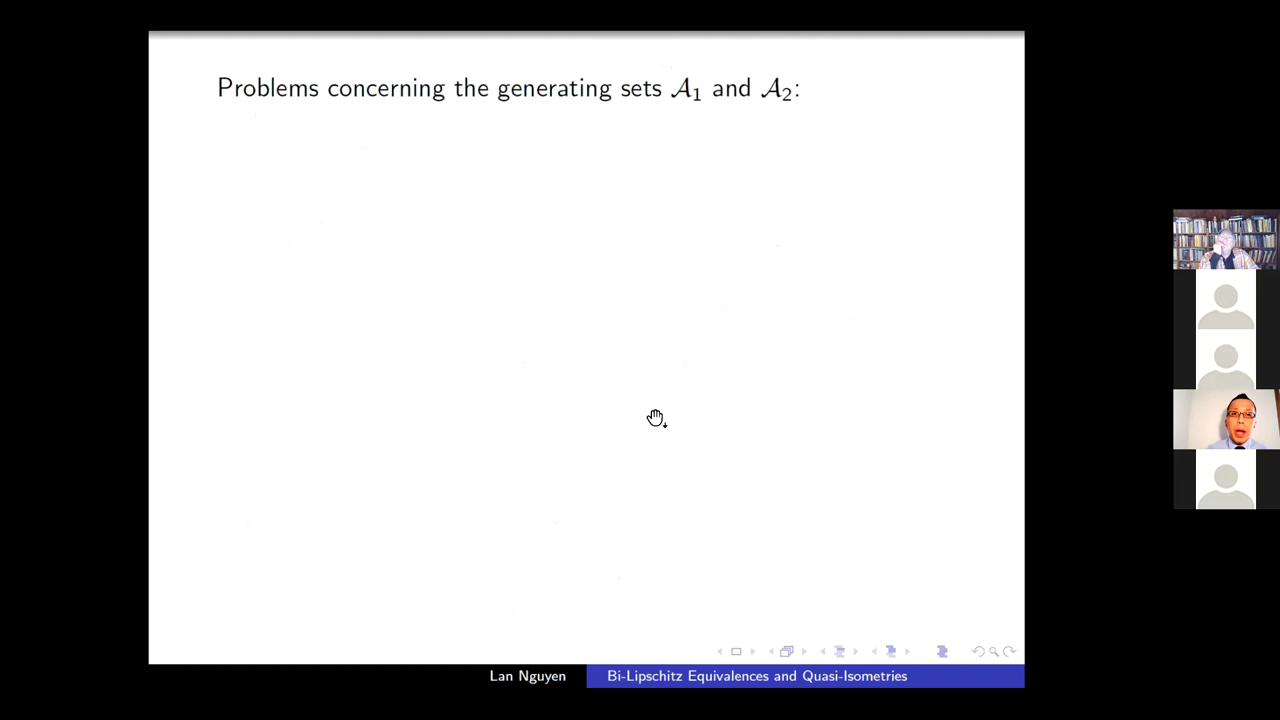 Problems concerning the generating sets 𝒜₁ and 𝒜₂:
Lan Nguyen
Bi-Lipschitz Equivalences and Quasi-Isometries